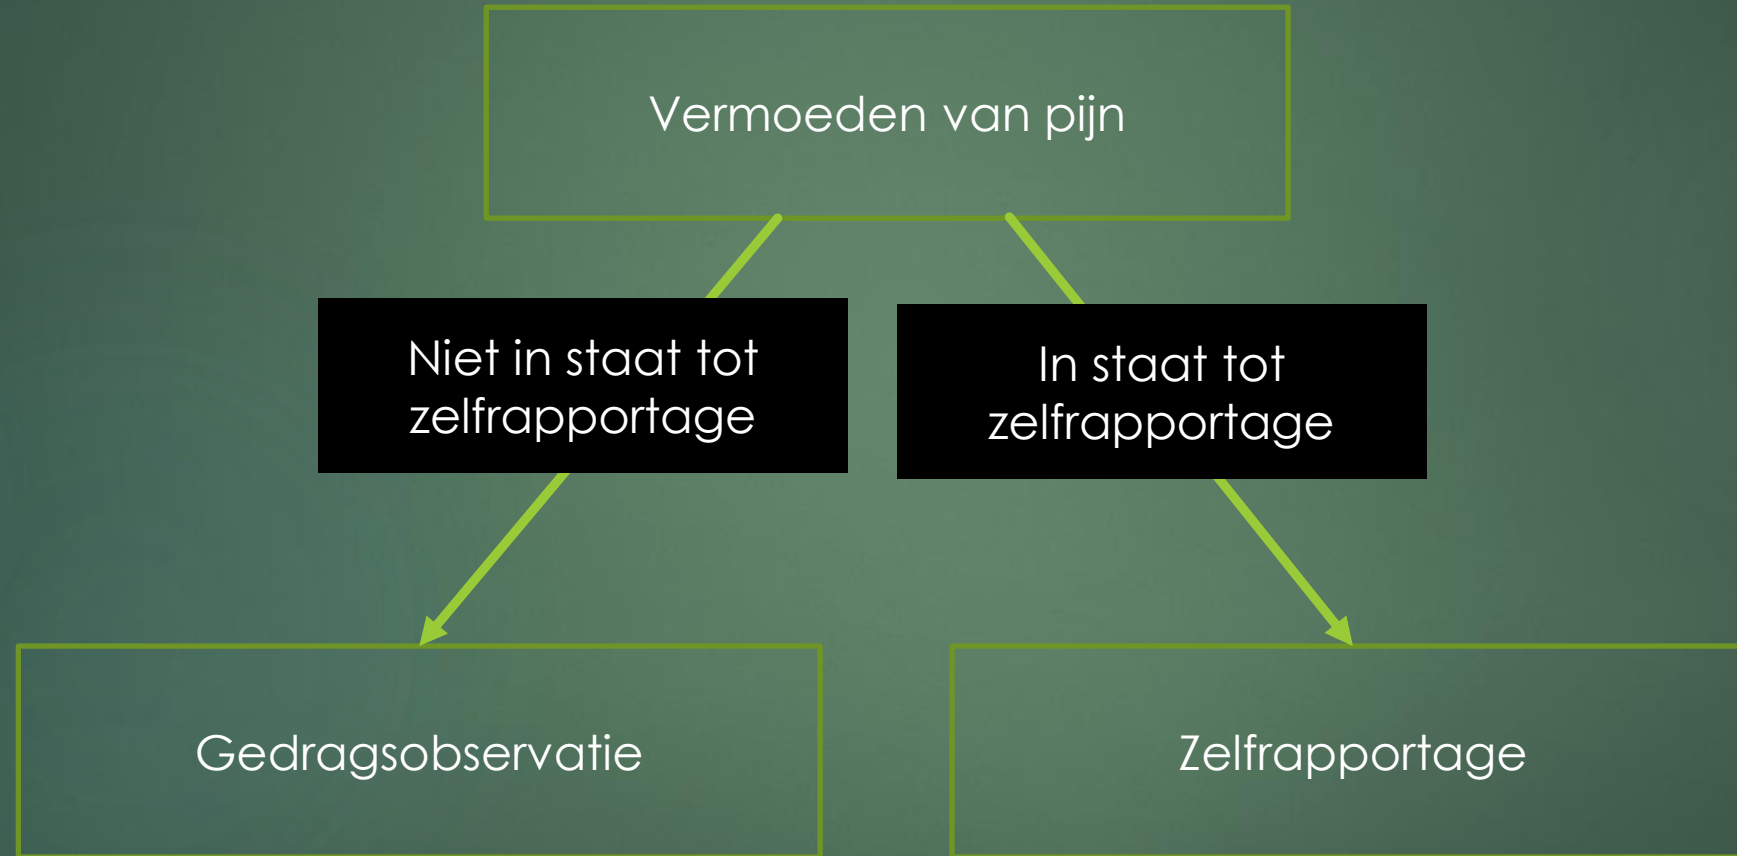 Vermoeden van pijn
Niet in staat tot
zelfrapportage
In staat tot
zelfrapportage
Gedragsobservatie
Zelfrapportage